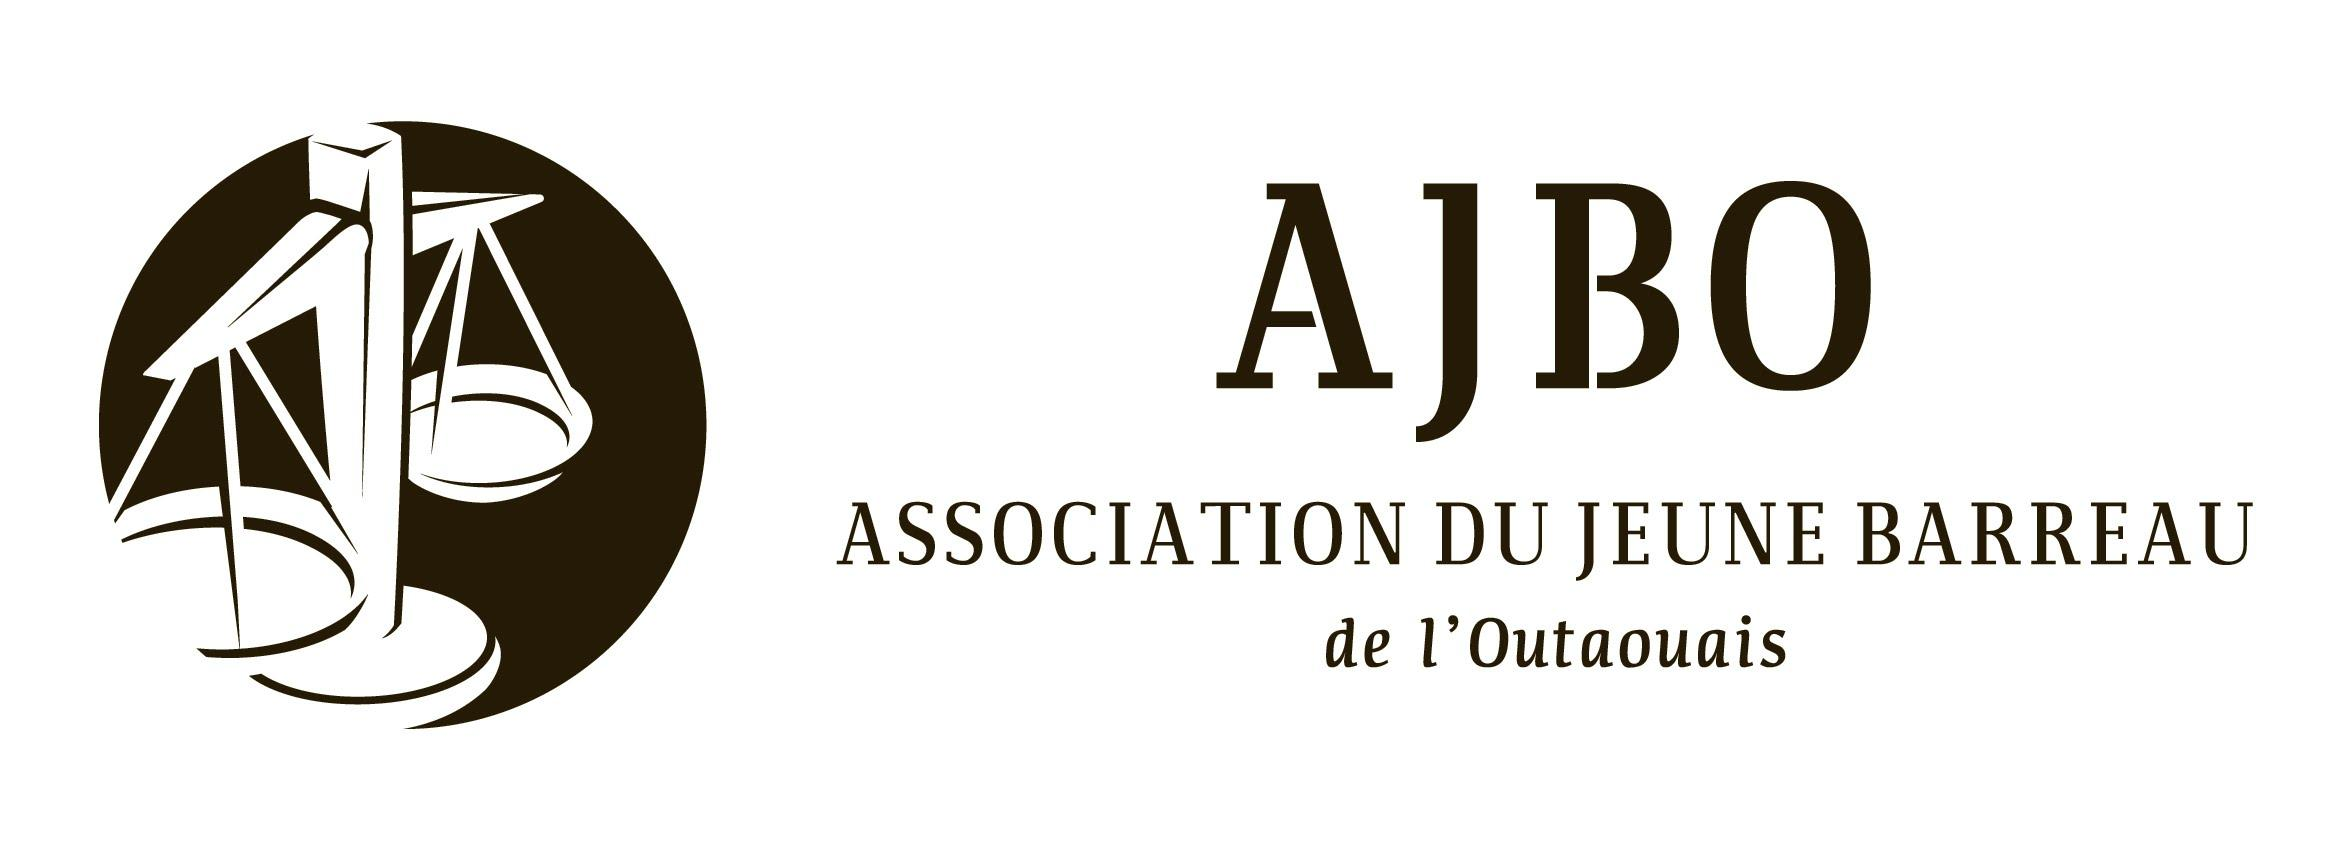 AJBO
ASSOCIATION DU JEUNE BARREAU
de l’Outaouais